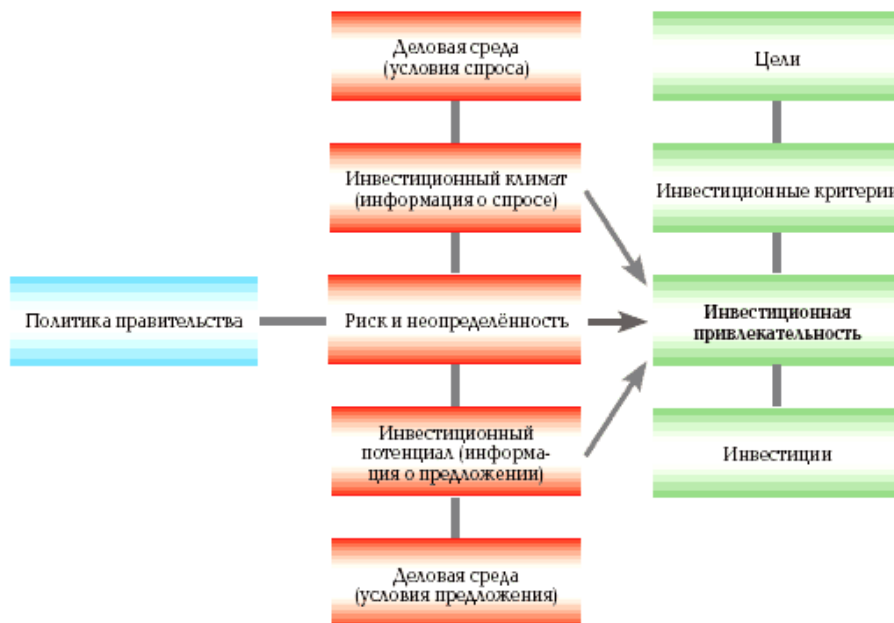 Деловая среда
(условия спроса)
Цели
Инвестиционный климат
(информация о спросе)
Инвестиционные критерии
Политика правительства
Риск и неопределённость
Инвестиционная
привлекательность
Инвестиционный
потенциал (информа-
ция о предложении)
Инвестиции
Деловая среда
(условия предложения)